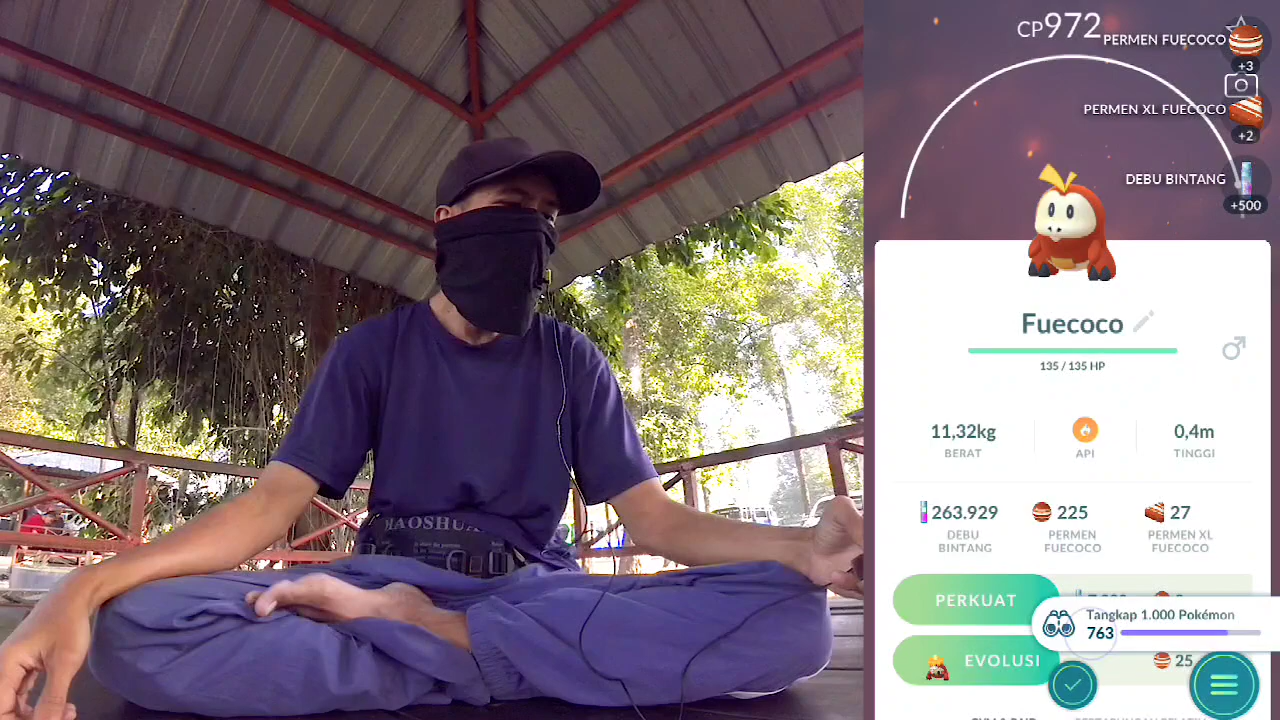 CP972
PERMEN FUECOCO
+3
PERMEN XL FUECOCO
+2
DEBU BINTANG
+500
Fuecoco
135 / 135 HP
11,32kg
BERAT
API
0,4m
TINGGI
263.929
DEBU
BINTANG
225
PERMEN
FUECOCO
27
PERMEN XL
FUECOCO
PERKUAT
Tangkap 1.000 Pokémon
763
EVOLUSI
25